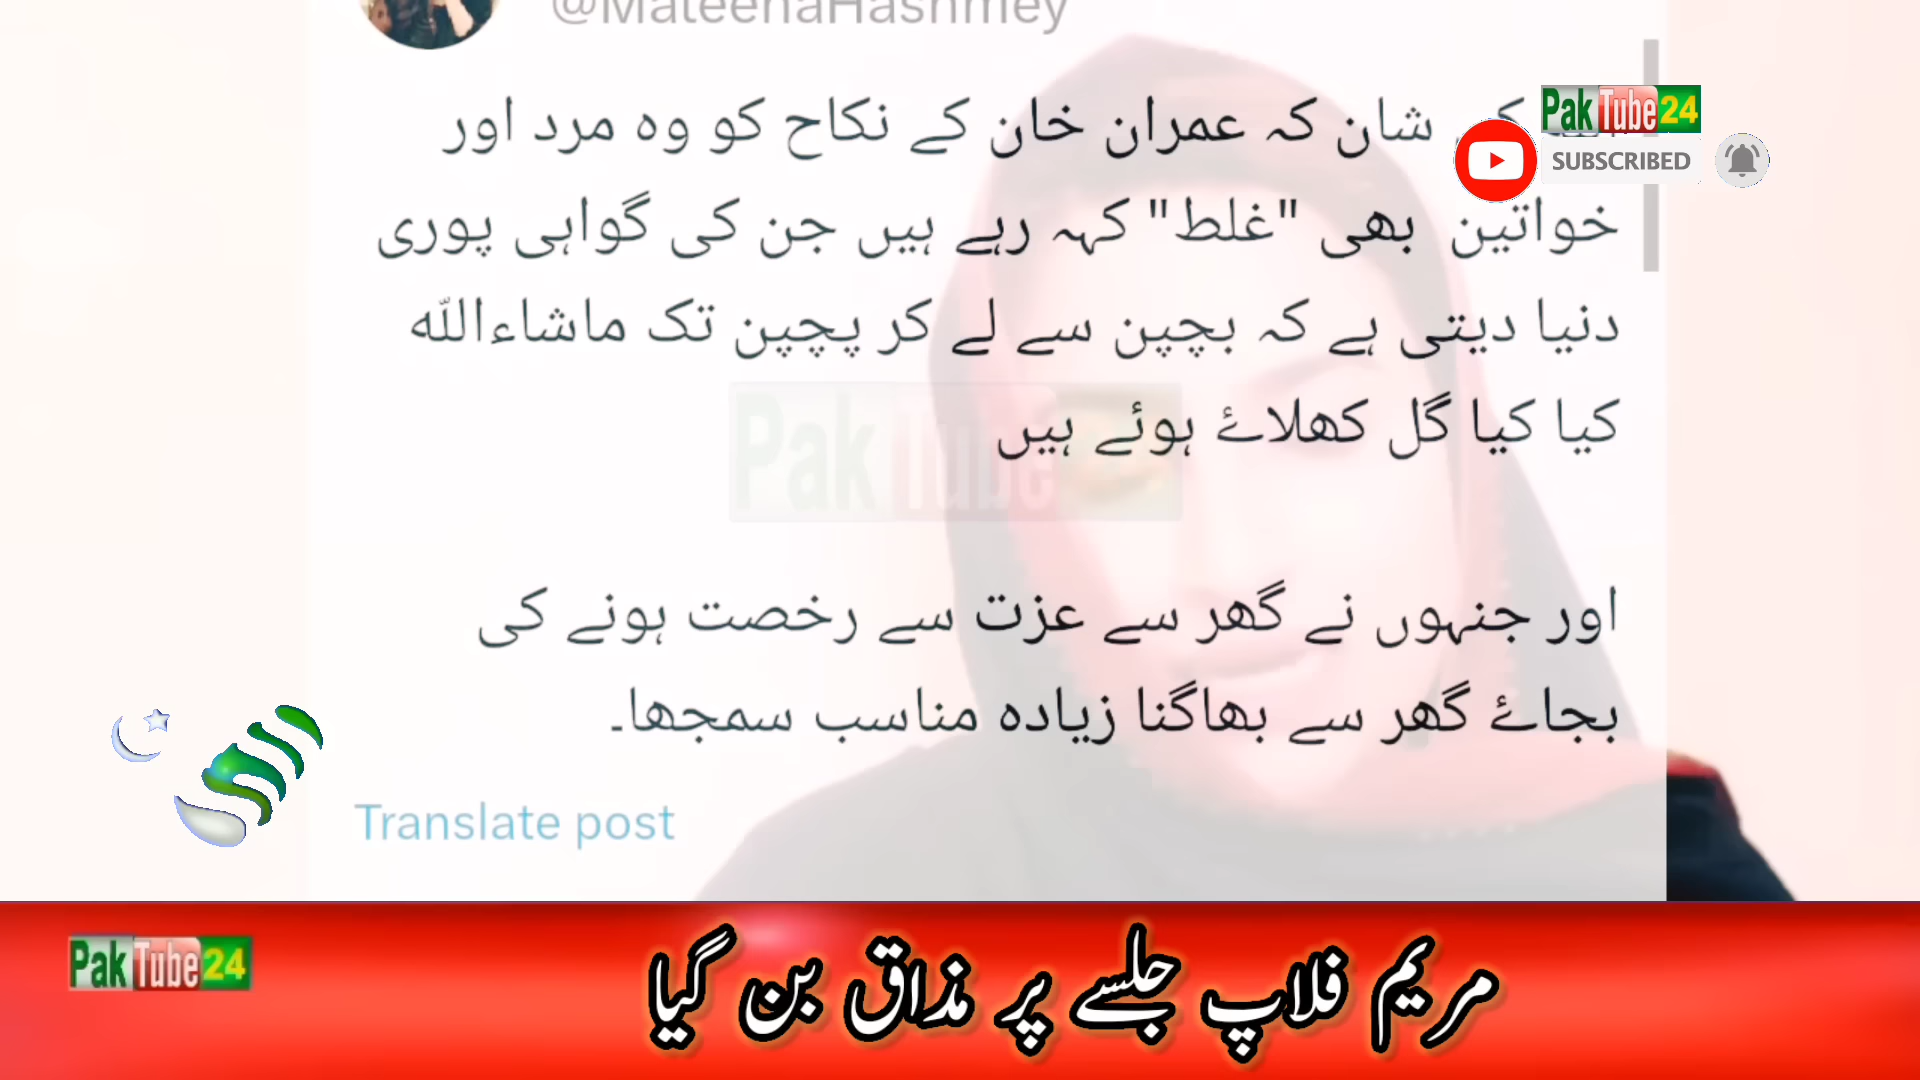 @MateenaHashmey
شان کہ عمران خان کے نکاح کو وہ مرد اور
خواتین بھی "غلط" کہہ رہے ہیں جن کی گواہی پوری
دنیا دیتی ہے کہ بچپن سے لے کر پچپن تک ماشاءاللّٰہ
کیا کیا گل کھلائے ہوئے ہیں
اور جنہوں نے گھر سے عزت سے رخصت ہونے کی
بجائے گھر سے بھاگنا زیادہ مناسب سمجھا۔
Translate post
PakTube24
SUBSCRIBED
PakTube
PakTube24
مریم فلاپ جلسے پر مذاق بن گیا